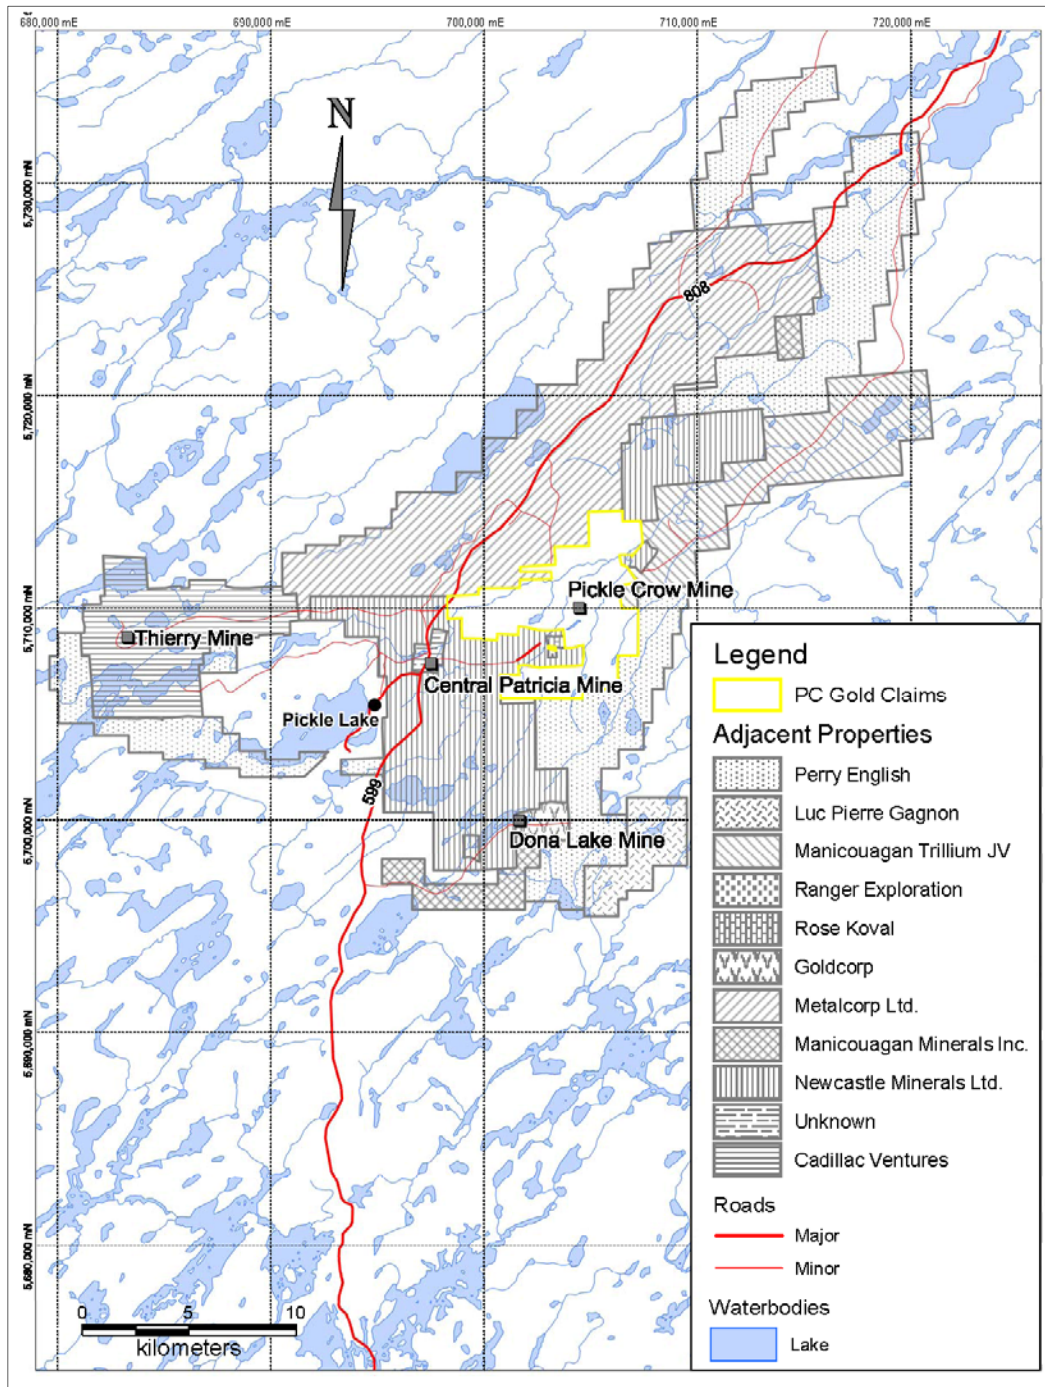 680,000 mE
690,000 mE
700,000 mE
710,000 mE
720,000 mE
N
5,730,000 mN
808
5,720,000 mN
Pickle Crow Mine
5,710,000 mN
Thierry Mine
Central Patricia Mine
Pickle Lake
599
5,700,000 mN
Dona Lake Mine
5,690,000 mN
5,680,000 mN
0 5 10
kilometers
Legend
PC Gold Claims
Adjacent Properties
Perry English
Luc Pierre Gagnon
Manicouagan Trillium JV
Ranger Exploration
Rose Koval
Goldcorp
Metalcorp Ltd.
Manicouagan Minerals Inc.
Newcastle Minerals Ltd.
Unknown
Cadillac Ventures
Roads
Major
Minor
Waterbodies
Lake